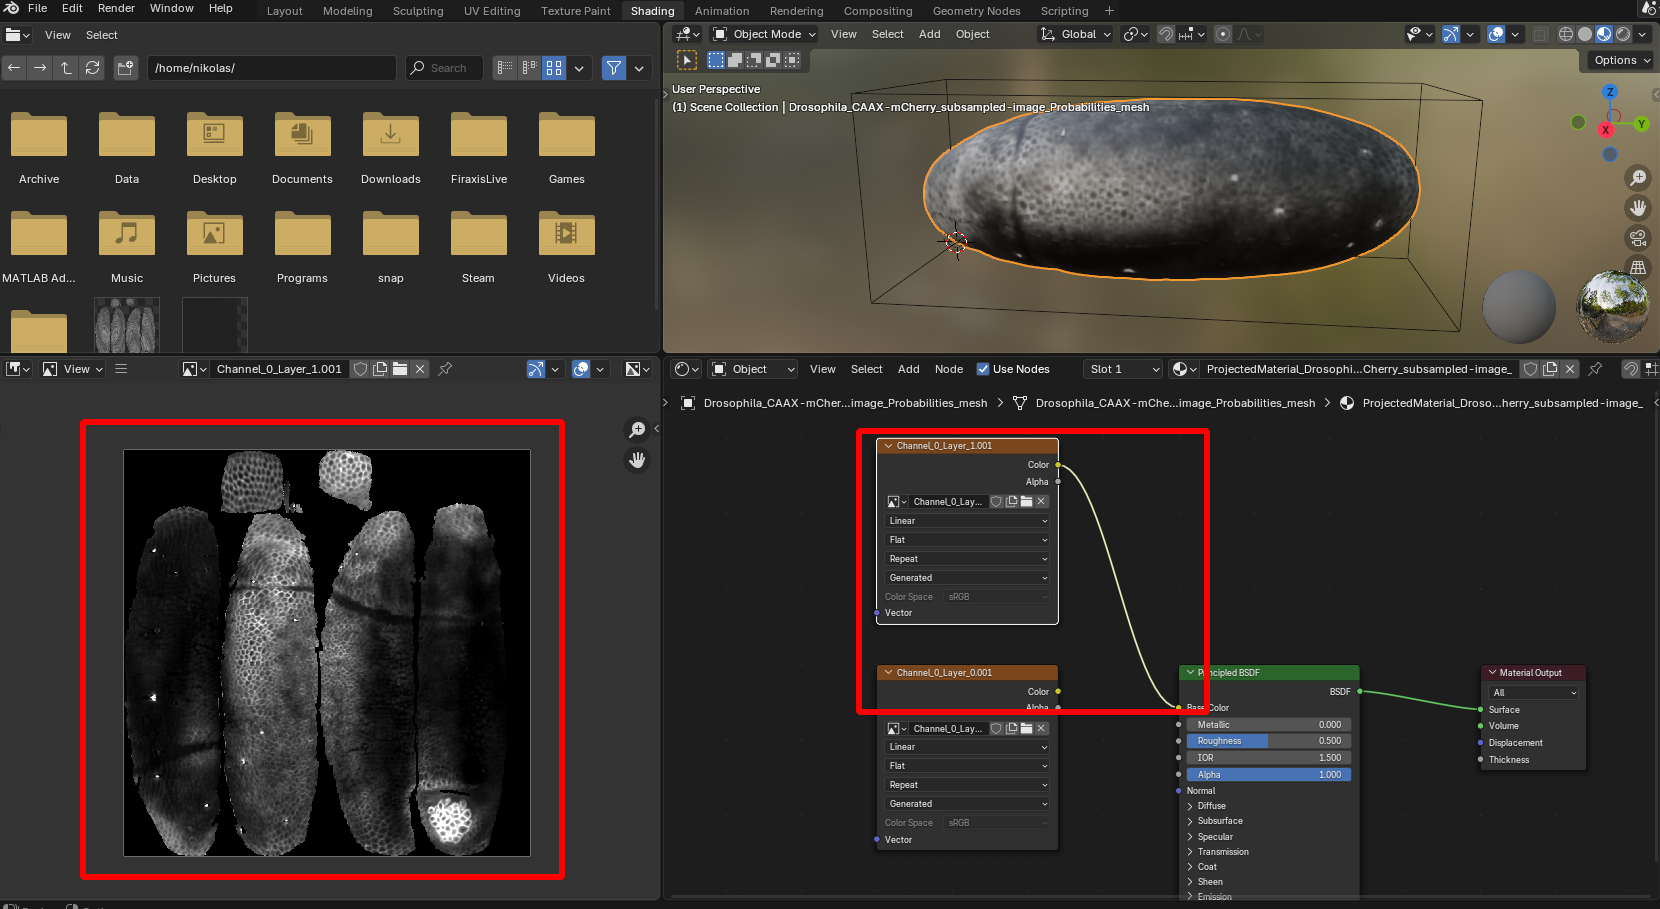 File Edit Render Window Help Layout Modeling Sculpting UV Editing Texture Paint Shading Animation Rendering Compositing Geometry Nodes Scripting +
View Select
/home/nikolas/ Search
Archive Data Desktop Documents Downloads FiraxisLive Games
MATLAB Ad... Music Pictures Programs snap Steam Videos
Object Mode View Select Add Object Global
Options
User Perspective
(1) Scene Collection | Drosophila_CAAX-mCherry_subsampled-image_Probabilities_mesh
Z
Y
X
View Channel_0_Layer_1.001
Object View Select Add Node Use Nodes Slot 1 ProjectedMaterial_Drosophi...Cherry_subsampled-image_
Drosophila_CAAX-mCher...image_Probabilities_mesh > Drosophila_CAAX-mChe...image_Probabilities_mesh > ProjectedMaterial_Droso...cherry_subsampled-image_
Channel_0_Layer_1.001
Color
Alpha
Channel_0_Lay...
Linear
Flat
Repeat
Generated
Color Space sRGB
Vector
Channel_0_Layer_0.001
Color
Alpha
Channel_0_Lay...
Linear
Flat
Repeat
Generated
Color Space sRGB
Vector
Principled BSDF
BSDF
Base Color
Metallic 0.000
Roughness 0.500
IOR 1.500
Alpha 1.000
Normal
Diffuse
Subsurface
Specular
Transmission
Coat
Sheen
Emission
Material Output
All
Surface
Volume
Displacement
Thickness